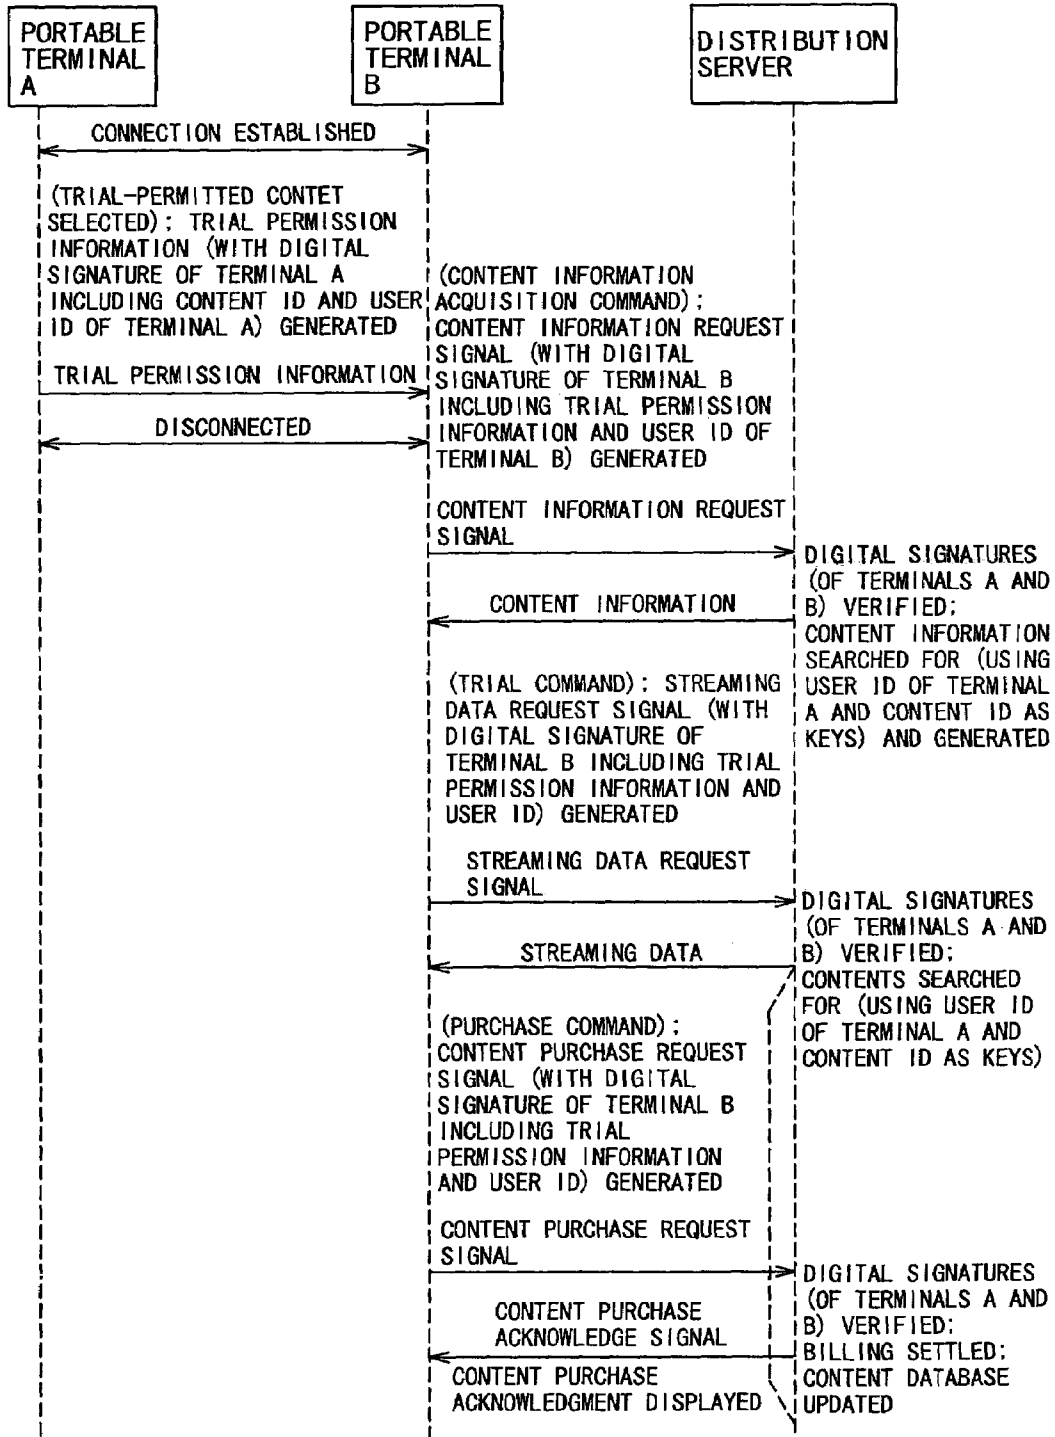 PORTABLE
TERMINAL
A
PORTABLE
TERMINAL
B
DISTRIBUTION
SERVER
CONNECTION ESTABLISHED
(TRIAL-PERMITTED CONTET
SELECTED); TRIAL PERMISSION
INFORMATION (WITH DIGITAL
SIGNATURE OF TERMINAL A
INCLUDING CONTENT ID AND USER
ID OF TERMINAL A) GENERATED
TRIAL PERMISSION INFORMATION
DISCONNECTED
(CONTENT INFORMATION
ACQUISITION COMMAND);
CONTENT INFORMATION REQUEST
SIGNAL (WITH DIGITAL
SIGNATURE OF TERMINAL B
INCLUDING TRIAL PERMISSION
INFORMATION AND USER ID OF
TERMINAL B) GENERATED
CONTENT INFORMATION REQUEST
SIGNAL
DIGITAL SIGNATURES
(OF TERMINALS A AND
B) VERIFIED;
CONTENT INFORMATION
SEARCHED FOR (USING
USER ID OF TERMINAL
A AND CONTENT ID AS
KEYS) AND GENERATED
CONTENT INFORMATION
(TRIAL COMMAND); STREAMING
DATA REQUEST SIGNAL (WITH
DIGITAL SIGNATURE OF
TERMINAL B INCLUDING TRIAL
PERMISSION INFORMATION AND
USER ID) GENERATED
STREAMING DATA REQUEST
SIGNAL
DIGITAL SIGNATURES
(OF TERMINALS A AND
B) VERIFIED;
CONTENTS SEARCHED
FOR (USING USER ID
OF TERMINAL A AND
CONTENT ID AS KEYS)
STREAMING DATA
(PURCHASE COMMAND);
CONTENT PURCHASE REQUEST
SIGNAL (WITH DIGITAL
SIGNATURE OF TERMINAL B
INCLUDING TRIAL
PERMISSION INFORMATION
AND USER ID) GENERATED
CONTENT PURCHASE REQUEST
SIGNAL
DIGITAL SIGNATURES
(OF TERMINALS A AND
B) VERIFIED;
BILLING SETTLED;
CONTENT DATABASE
UPDATED
CONTENT PURCHASE
ACKNOWLEDGE SIGNAL
CONTENT PURCHASE
ACKNOWLEDGMENT DISPLAYED